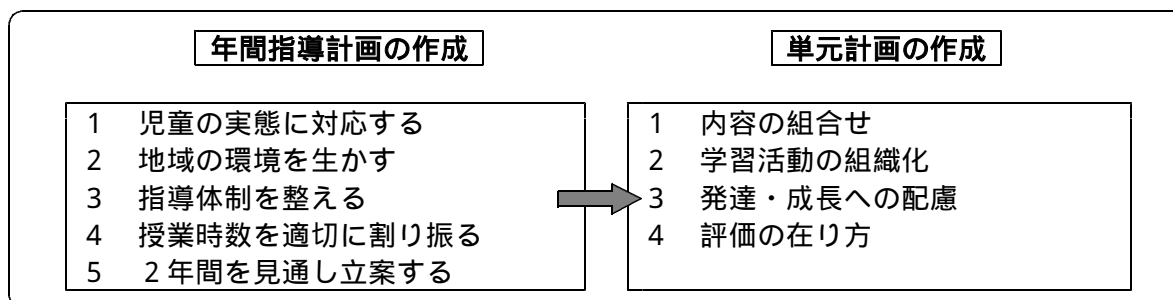 年間指導計画の作成
1 児童の実態に対応する
2 地域の環境を生かす
3 指導体制を整える
4 授業時数を適切に割り振る
5 ２年間を見通し立案する
単元計画の作成
1 内容の組合せ
2 学習活動の組織化
3 発達・成長への配慮
4 評価の在り方